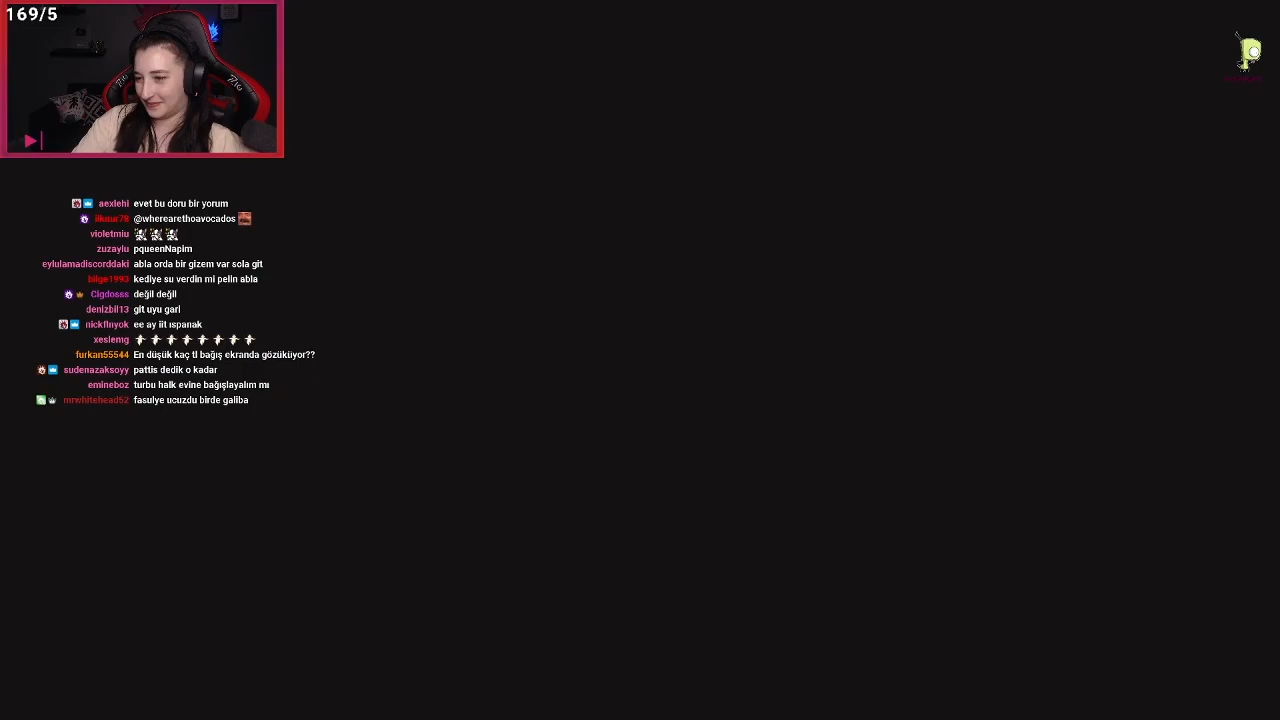 169/5
aexlehi evet bu doru bir yorum
ilknur79 @wherearethoavocados
violetmiu
zuzaylu pqueenNapim
eylulamadiscorddaki abla orda bir gizem var sola git
bilge1993 kediye su verdin mi pelin abla
Cigdosss değil değil
denizbil13 git uyu gari
nickfInyok ee ay iit ıspanak
xeslemg
furkan55544 En düşük kaç tl bağış ekranda gözüküyor??
sudenazaksoyy pattis dedik o kadar
emineboz turbu halk evine bağışlayalım mı
mrwhitehead52 fasulye ucuzdu birde galiba